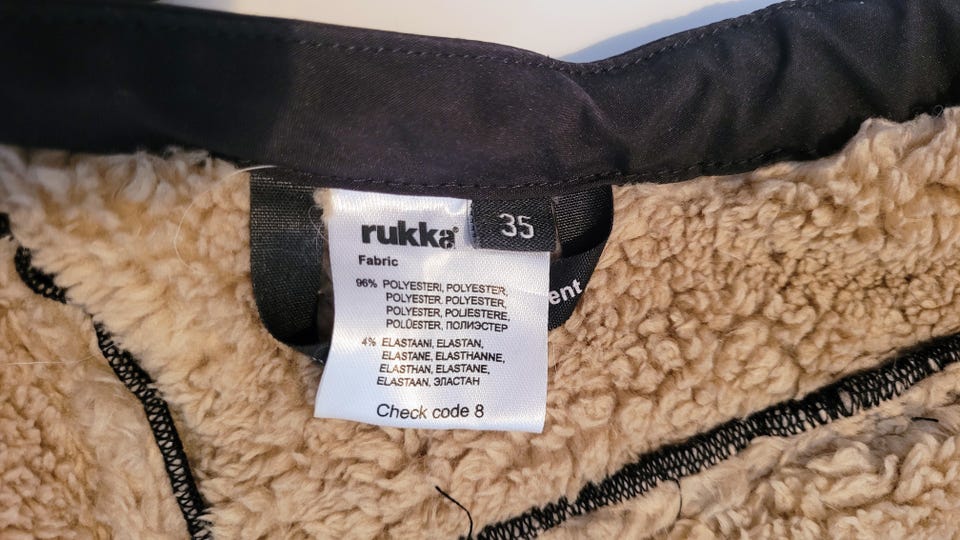 rukka
35
Fabric
96% POLYESTERI, POLYESTER,
POLYESTER, POLYESTER,
POLYESTER, POLIESTERE,
POLÜESTER, ПОЛИЭСТЕР
4% ELASTAANI, ELASTAN,
ELASTANE, ELASTHANNE,
ELASTHAN, ELASTANE,
ELASTAAN, ЭЛАСТАН
Check code 8
ent